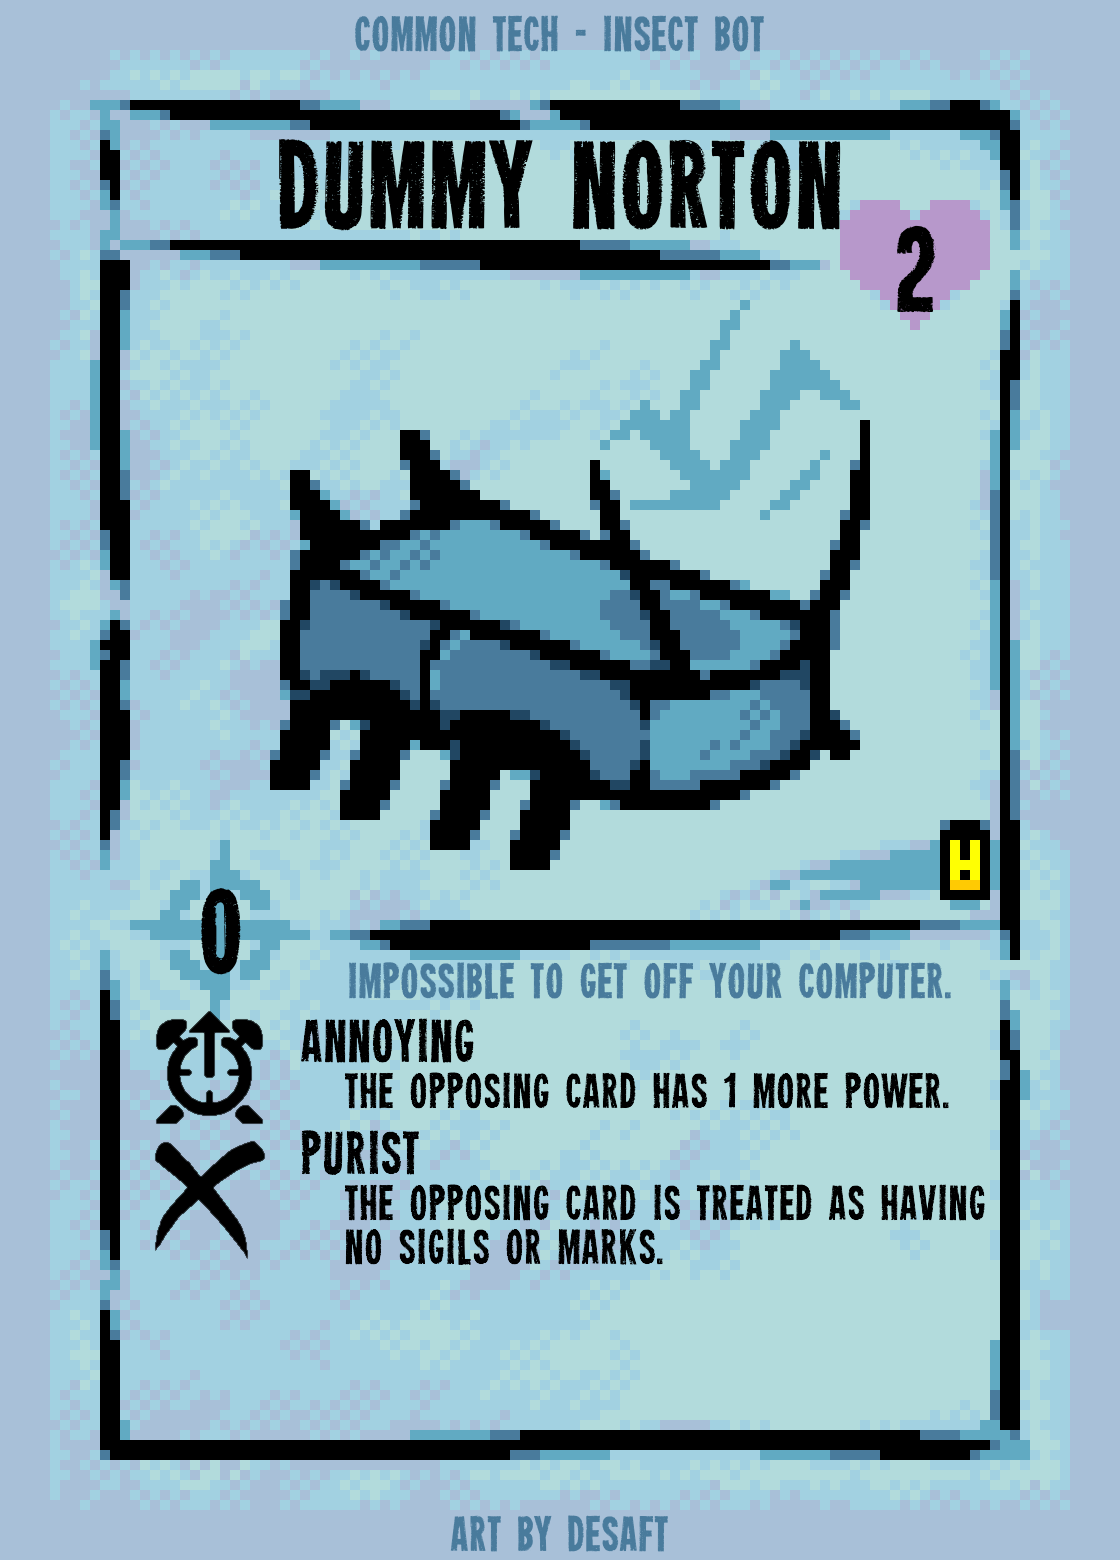 COMMON TECH - INSECT BOT
DUMMY NORTON
2
0
IMPOSSIBLE TO GET OFF YOUR COMPUTER.
ANNOYING
THE OPPOSING CARD HAS 1 MORE POWER.
PURIST
THE OPPOSING CARD IS TREATED AS HAVING
NO SIGILS OR MARKS.
ART BY DESAFT